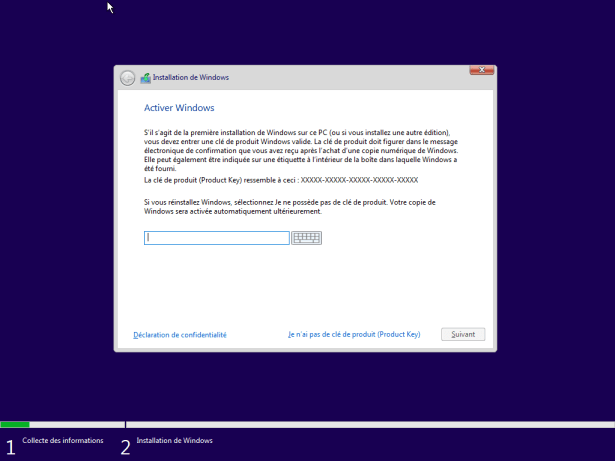 Installation de Windows
Activer Windows
S'il s'agit de la première installation de Windows sur ce PC (ou si vous installez une autre édition),
vous devez entrer une clé de produit Windows valide. La clé de produit doit figurer dans le message
électronique de confirmation que vous avez reçu après l'achat d'une copie numérique de Windows.
Elle peut également être indiquée sur une étiquette à l'intérieur de la boîte dans laquelle Windows a
été fourni.
La clé de produit (Product Key) ressemble à ceci : XXXXX-XXXXX-XXXXX-XXXXX-XXXXX
Si vous réinstallez Windows, sélectionnez Je ne possède pas de clé de produit. Votre copie de
Windows sera activée automatiquement ultérieurement.
Déclaration de confidentialité
Je n'ai pas de clé de produit (Product Key)
Suivant
1 Collecte des informations
2 Installation de Windows